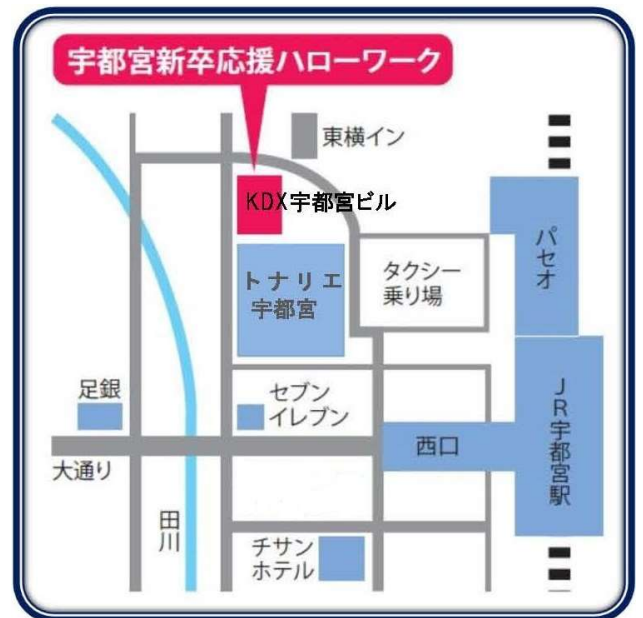 宇都宮新卒応援ハローワーク
東横イン
KDX宇都宮ビル
パセオ
トナリエ
宇都宮
タクシー
乗り場
足銀
セブン
イレブン
JR宇都宮駅
西口
大通り
田川
チサン
ホテル